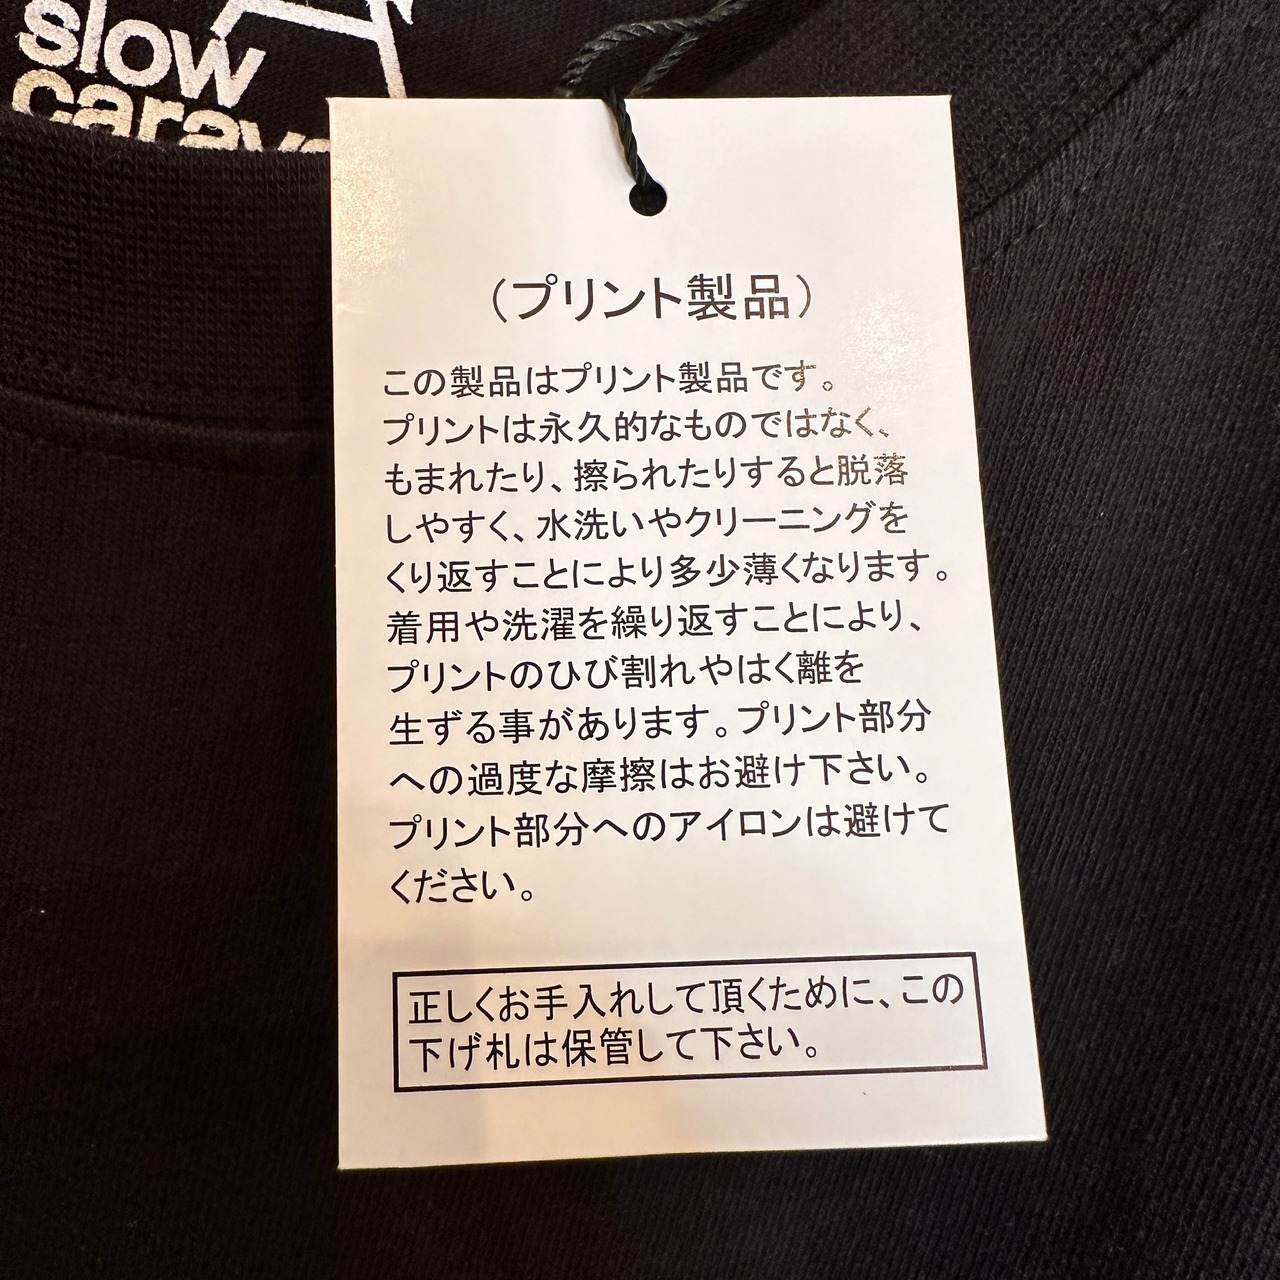 slow
（プリント製品）
この製品はプリント製品です。
プリントは永久的なものではなく、
もまれたり、擦られたりすると脱落
しやすく、水洗いやクリーニングを
くり返すことにより多少薄くなります。
着用や洗濯を繰り返すことにより、
プリントのひび割れやはく離を
生ずる事があります。プリント部分
への過度な摩擦はお避け下さい。
プリント部分へのアイロンは避けて
ください。
正しくお手入れして頂くために、この
下げ札は保管して下さい。